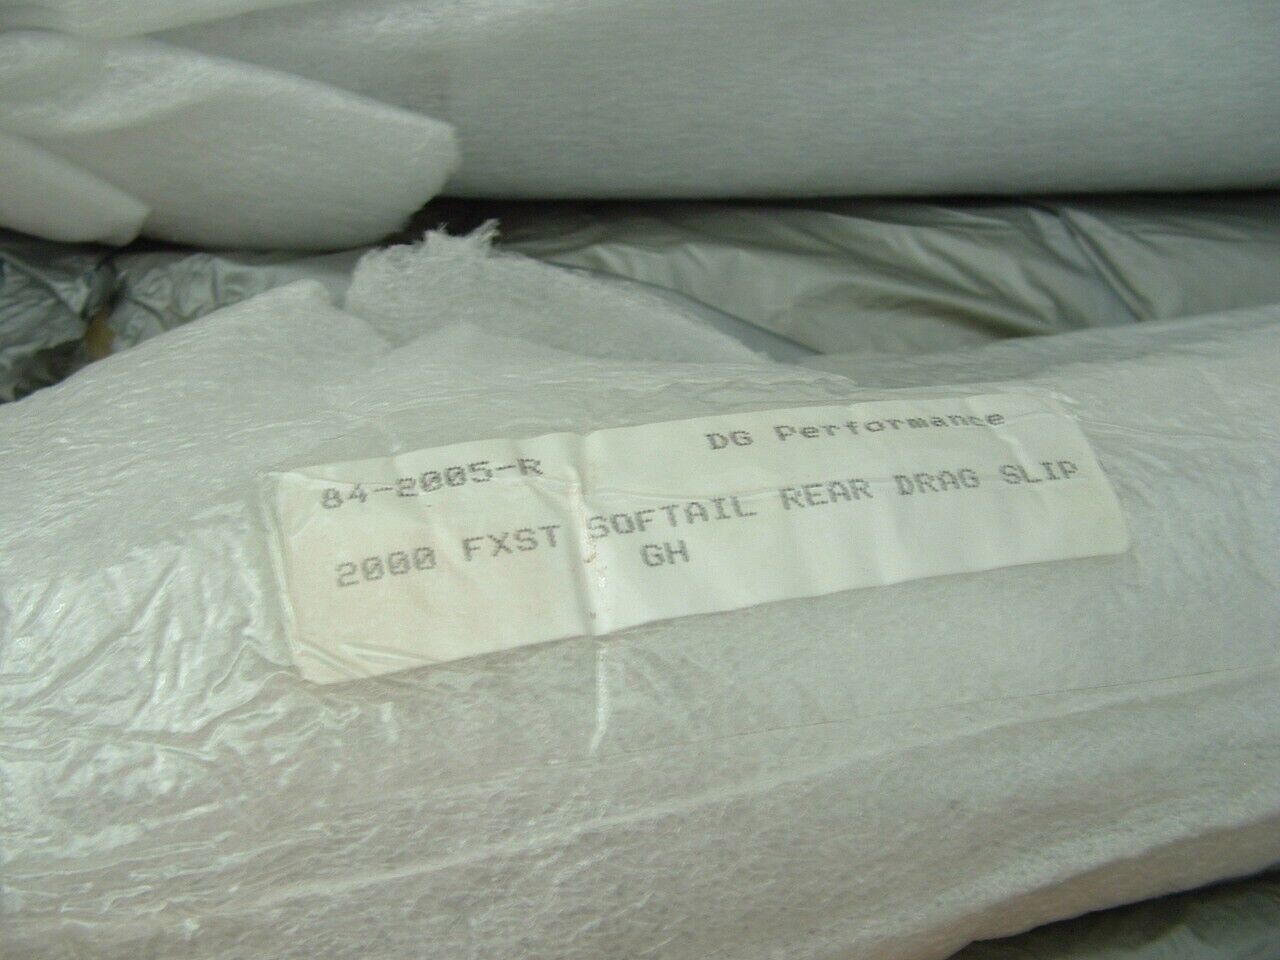 84-2005-R DG Performance
2000 FXST SOFTAIL REAR DRAG SLIP
GH